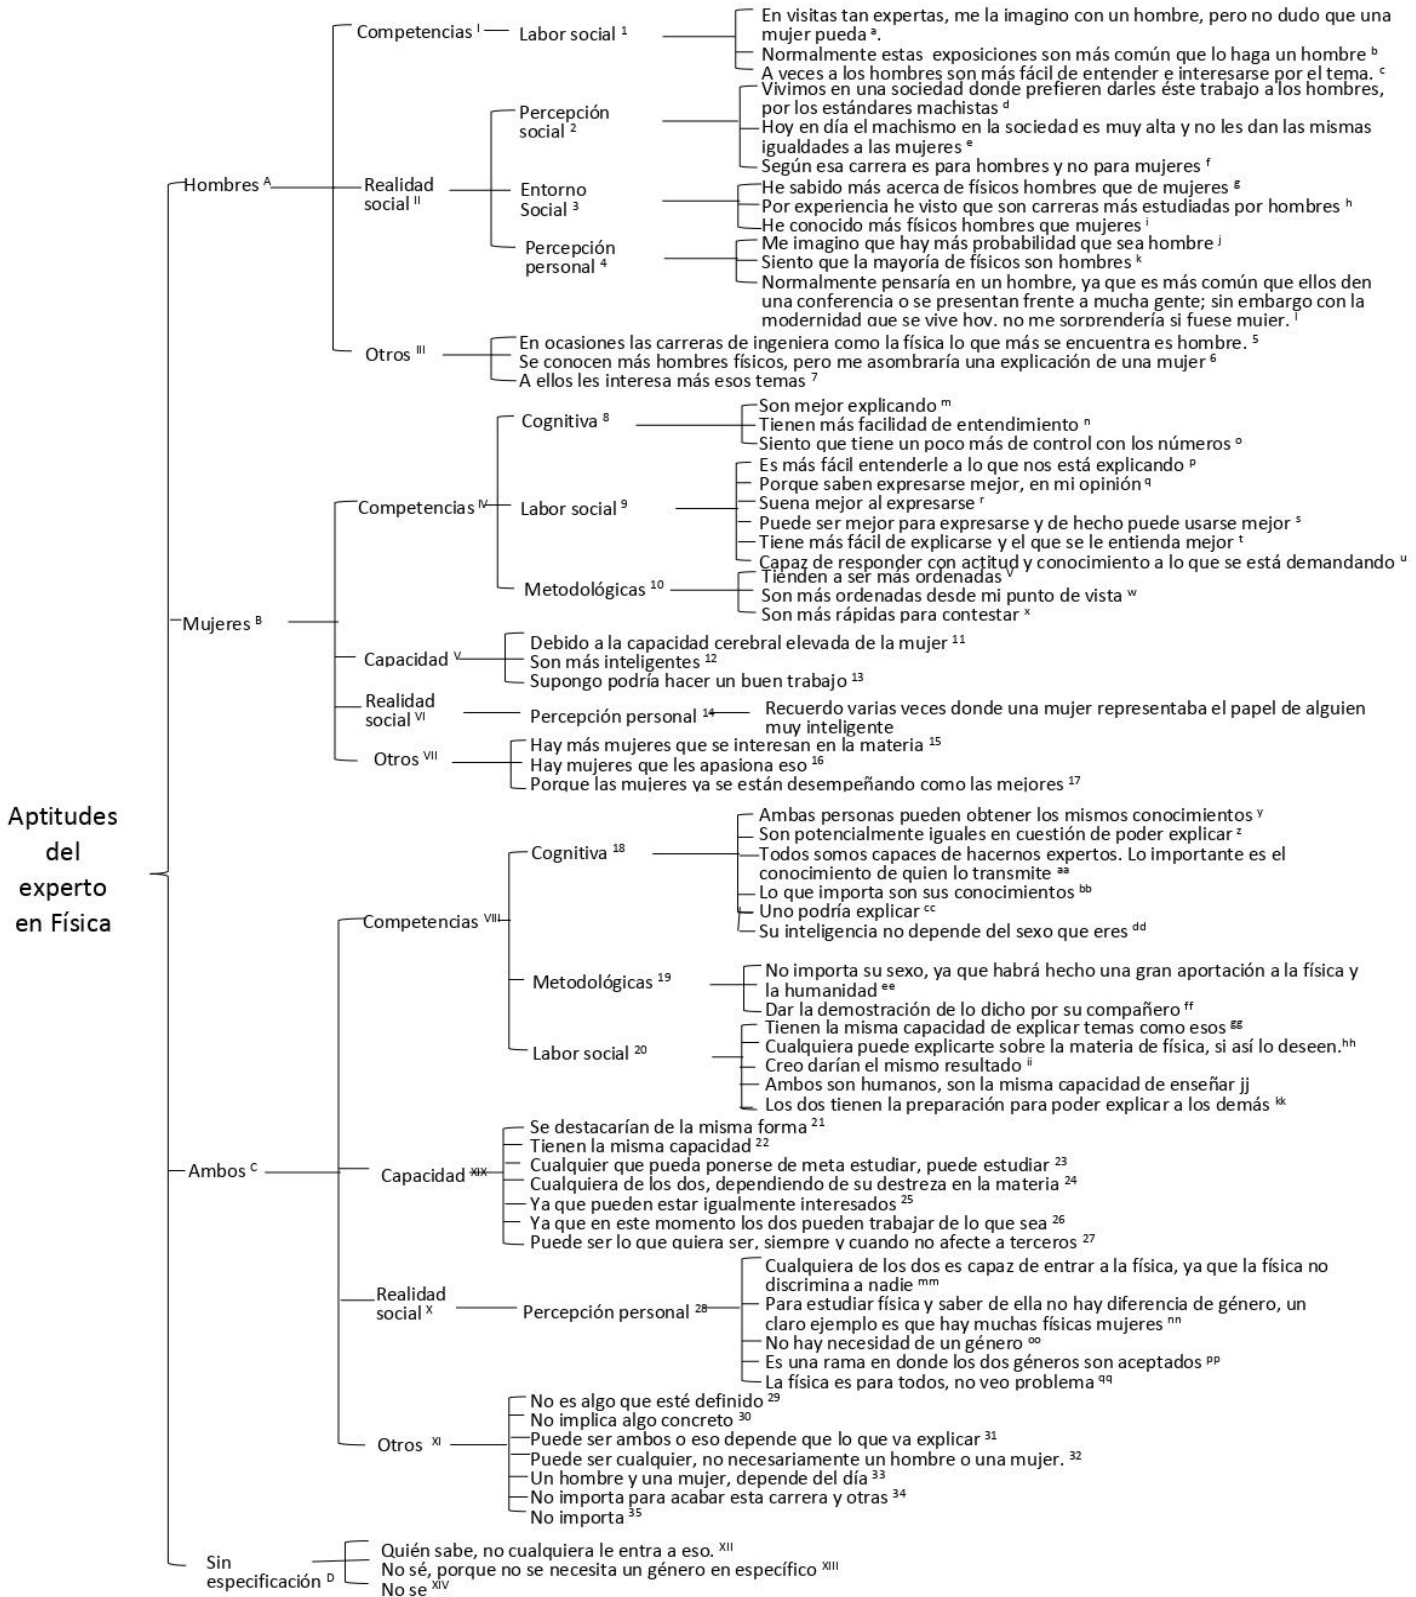 Aptitudes
del
experto
en Física
Hombres ᴬ
Competencias ᴵ
Labor social ¹
En visitas tan expertas, me la imagino con un hombre, pero no dudo que una
mujer pueda ᵃ.
Normalmente estas exposiciones son más común que lo haga un hombre ᵇ
A veces a los hombres son más fácil de entender e interesarse por el tema. ᶜ
Realidad
social ᴵᴵ
Percepción
social ²
Vivimos en una sociedad donde prefieren darles éste trabajo a los hombres,
por los estándares machistas ᵈ
Hoy en día el machismo en la sociedad es muy alta y no les dan las mismas
igualdades a las mujeres ᵉ
Según esa carrera es para hombres y no para mujeres ᶠ
Entorno
Social ³
He sabido más acerca de físicos hombres que de mujeres ᵍ
Por experiencia he visto que son carreras más estudiadas por hombres ʰ
He conocido más físicos hombres que mujeres ⁱ
Percepción
personal ⁴
Me imagino que hay más probabilidad que sea hombre ʲ
Siento que la mayoría de físicos son hombres ᵏ
Normalmente pensaría en un hombre, ya que es más común que ellos den
una conferencia o se presentan frente a mucha gente; sin embargo con la
modernidad que se vive hoy, no me sorprendería si fuese mujer. ˡ
Otros ᴵᴵᴵ
En ocasiones las carreras de ingeniera como la física lo que más se encuentra es hombre. ⁵
Se conocen más hombres físicos, pero me asombraría una explicación de una mujer ⁶
A ellos les interesa más esos temas ⁷
Mujeres ᴮ
Competencias ᴵⱽ
Cognitiva ⁸
Son mejor explicando ᵐ
Tienen más facilidad de entendimiento ⁿ
Siento que tiene un poco más de control con los números ᵒ
Labor social ⁹
Es más fácil entenderle a lo que nos está explicando ᵖ
Porque saben expresarse mejor, en mi opinión q
Suena mejor al expresarse ʳ
Puede ser mejor para expresarse y de hecho puede usarse mejor ˢ
Tiene más fácil de explicarse y el que se le entienda mejor ᵗ
Capaz de responder con actitud y conocimiento a lo que se está demandando ᵘ
Metodológicas ¹⁰
Tienden a ser más ordenadas ᵛ
Son más ordenadas desde mi punto de vista ʷ
Son más rápidas para contestar ˣ
Capacidad ⱽ
Debido a la capacidad cerebral elevada de la mujer ¹¹
Son más inteligentes ¹²
Supongo podría hacer un buen trabajo ¹³
Realidad
social ⱽᴵ
Percepción personal ¹⁴
Recuerdo varias veces donde una mujer representaba el papel de alguien
muy inteligente
Otros ⱽᴵᴵ
Hay más mujeres que se interesan en la materia ¹⁵
Hay mujeres que les apasiona eso ¹⁶
Porque las mujeres ya se están desempeñando como las mejores ¹⁷
Ambos ᶜ
Competencias ⱽᴵᴵᴵ
Cognitiva ¹⁸
Ambas personas pueden obtener los mismos conocimientos ʸ
Son potencialmente iguales en cuestión de poder explicar ᶻ
Todos somos capaces de hacernos expertos. Lo importante es el
conocimiento de quien lo transmite ᵃᵃ
Lo que importa son sus conocimientos ᵇᵇ
Uno podría explicar ᶜᶜ
Su inteligencia no depende del sexo que eres ᵈᵈ
Metodológicas ¹⁹
No importa su sexo, ya que habrá hecho una gran aportación a la física y
la humanidad ᵉᵉ
Dar la demostración de lo dicho por su compañero ᶠᶠ
Labor social ²⁰
Tienen la misma capacidad de explicar temas como esos ᵍᵍ
Cualquiera puede explicarte sobre la materia de física, si así lo deseen.ʰʰ
Creo darían el mismo resultado ⁱⁱ
Ambos son humanos, son la misma capacidad de enseñar jj
Los dos tienen la preparación para poder explicar a los demás ᵏᵏ
Capacidad XIX
Se destacarían de la misma forma ²¹
Tienen la misma capacidad ²²
Cualquier que pueda ponerse de meta estudiar, puede estudiar ²³
Cualquiera de los dos, dependiendo de su destreza en la materia ²⁴
Ya que pueden estar igualmente interesados ²⁵
Ya que en este momento los dos pueden trabajar de lo que sea ²⁶
Puede ser lo que quiera ser, siempre y cuando no afecte a terceros ²⁷
Realidad
social X
Percepción personal ²⁸
Cualquiera de los dos es capaz de entrar a la física, ya que la física no
discrimina a nadie ᵐᵐ
Para estudiar física y saber de ella no hay diferencia de género, un
claro ejemplo es que hay muchas físicas mujeres ⁿⁿ
No hay necesidad de un género ᵒᵒ
Es una rama en donde los dos géneros son aceptados ᵖᵖ
La física es para todos, no veo problema qq
Otros XI
No es algo que esté definido ²⁹
No implica algo concreto ³⁰
Puede ser ambos o eso depende que lo que va explicar ³¹
Puede ser cualquier, no necesariamente un hombre o una mujer. ³²
Un hombre y una mujer, depende del día ³³
No importa para acabar esta carrera y otras ³⁴
No importa ³⁵
Sin
especificación ᴰ
Quién sabe, no cualquiera le entra a eso. XII
No sé, porque no se necesita un género en específico XIII
No se XIV